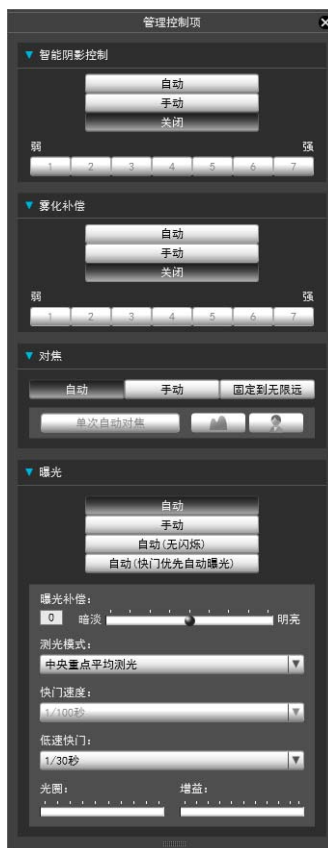 管理控制项
智能阴影控制
自动
手动
关闭
弱 强
1 2 3 4 5 6 7
雾化补偿
自动
手动
关闭
弱 强
1 2 3 4 5 6 7
对焦
自动 手动 固定到无限远
单次自动对焦
曝光
自动
手动
自动(无闪烁)
自动(快门优先自动曝光)
曝光补偿:
0 暗淡 明亮
测光模式:
中央重点平均测光
快门速度:
1/100秒
低速快门:
1/30秒
光圈: 增益: